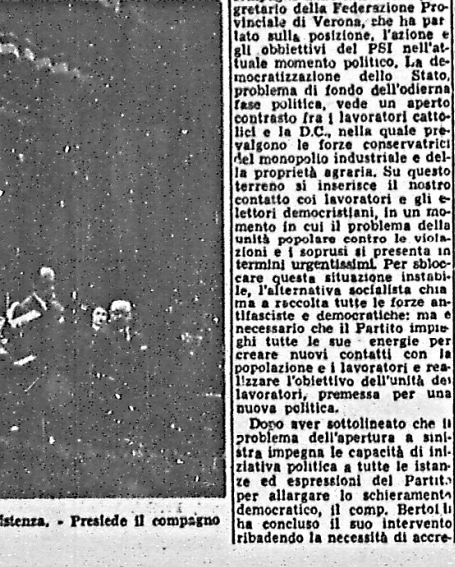 istenza. - Presiede il compagno
gretario della Federazione Pro-
vinciale di Verona, che ha par
lato sulla posizione, l'azione e
gli obbiettivi del PSI nell'at-
tuale momento politico. La de-
mocratizzazione dello Stato,
problema di fondo dell'odierna
fase politica, vede un aperto
contrasto fra i lavoratori catto-
lici e la D.C., nella quale pre-
valgono le forze conservatrici
del monopolio industriale e del-
la proprietà agraria. Su questo
terreno si inserisce il nostro
contatto coi lavoratori e gli e-
lettori democristiani, in un mo-
mento in cui il problema della
unità popolare contro le viola-
zioni e i soprusi si presenta in
termini urgentissimi. Per sbloc-
care questa situazione instabi-
le, l'alternativa socialista chia
ma a raccolta tutte le forze an-
tifasciste e democratiche: ma è
necessario che il Partito impie-
ghi tutte le sue energie per
creare nuovi contatti con la
popolazione e i lavoratori e rea-
lizzare l'obiettivo dell'unità dei
lavoratori, premessa per una
nuova politica.
Dopo aver sottolineato che il
problema dell'apertura a sini-
stra impegna le capacità di ini-
ziativa politica a tutte le istan-
ze ed espressioni del Partito
per allargare lo schieramento
democratico, il comp. Bertoldi
ha concluso il suo intervento
ribadendo la necessità di accre-